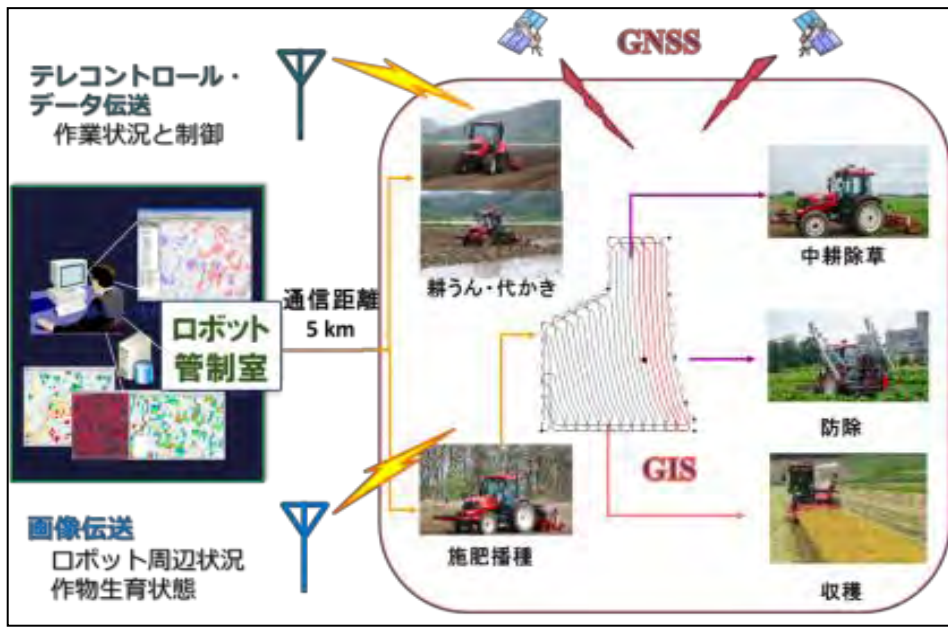 テレコントロール・
データ伝送
作業状況と制御
GNSS
ロボット
管制室
通信距離
5 km
耕うん・代かき
中耕除草
防除
GIS
施肥播種
収穫
画像伝送
ロボット周辺状況
作物生育状態